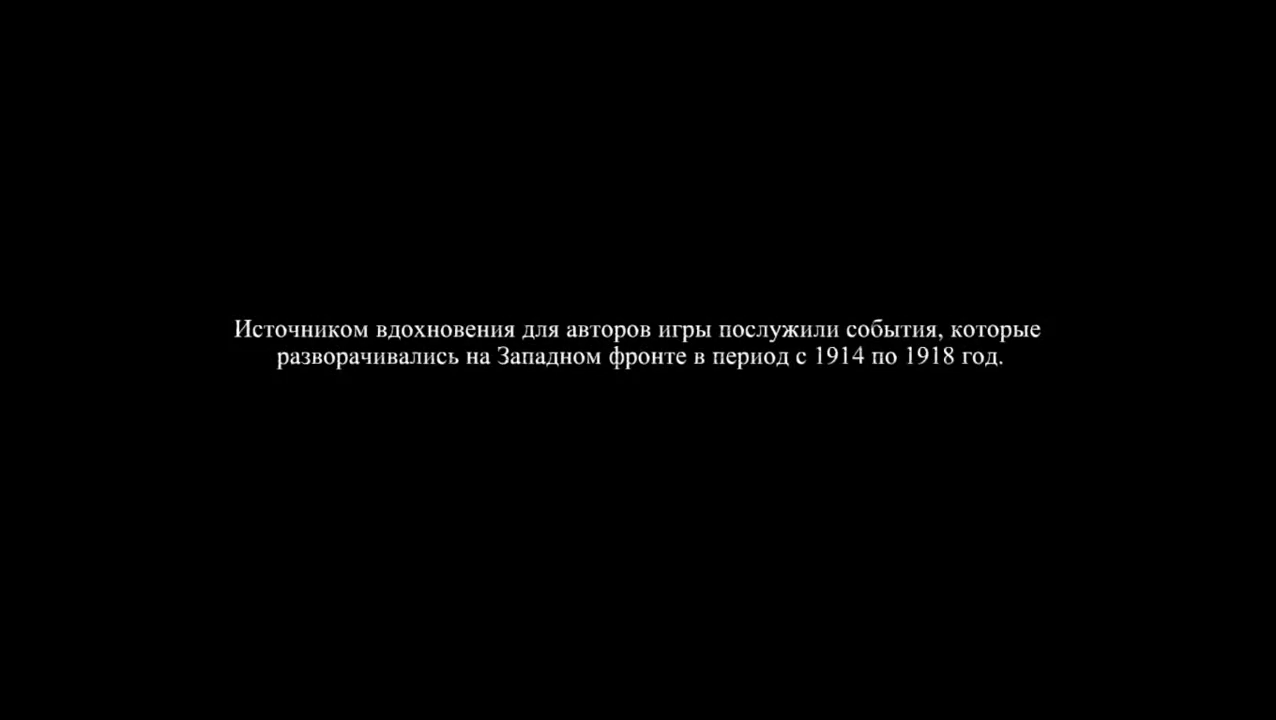 Источником вдохновения для авторов игры послужили события, которые
разворачивались на Западном фронте в период с 1914 по 1918 год.